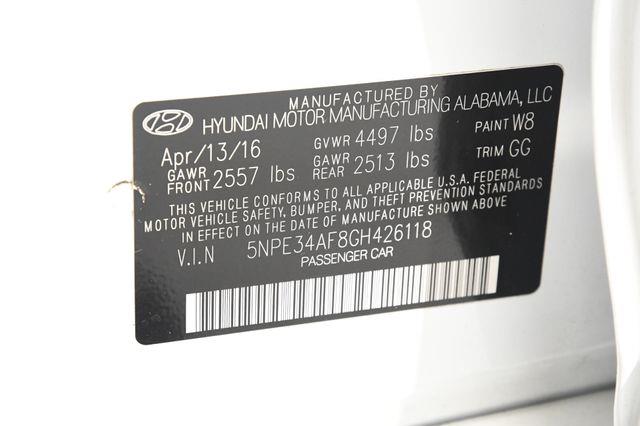 MANUFACTURED BY
HYUNDAI MOTOR MANUFACTURING ALABAMA, LLC
Apr/13/16 GVWR 4497 lbs PAINT W8
GAWR FRONT 2557 lbs GAWR REAR 2513 lbs TRIM GG
THIS VEHICLE CONFORMS TO ALL APPLICABLE U.S.A. FEDERAL
MOTOR VEHICLE SAFETY, BUMPER, AND THEFT PREVENTION
STANDARDS IN EFFECT ON THE DATE OF MANUFACTURE SHOWN ABOVE
V.I.N 5NPE34AF8GH426118
PASSENGER CAR